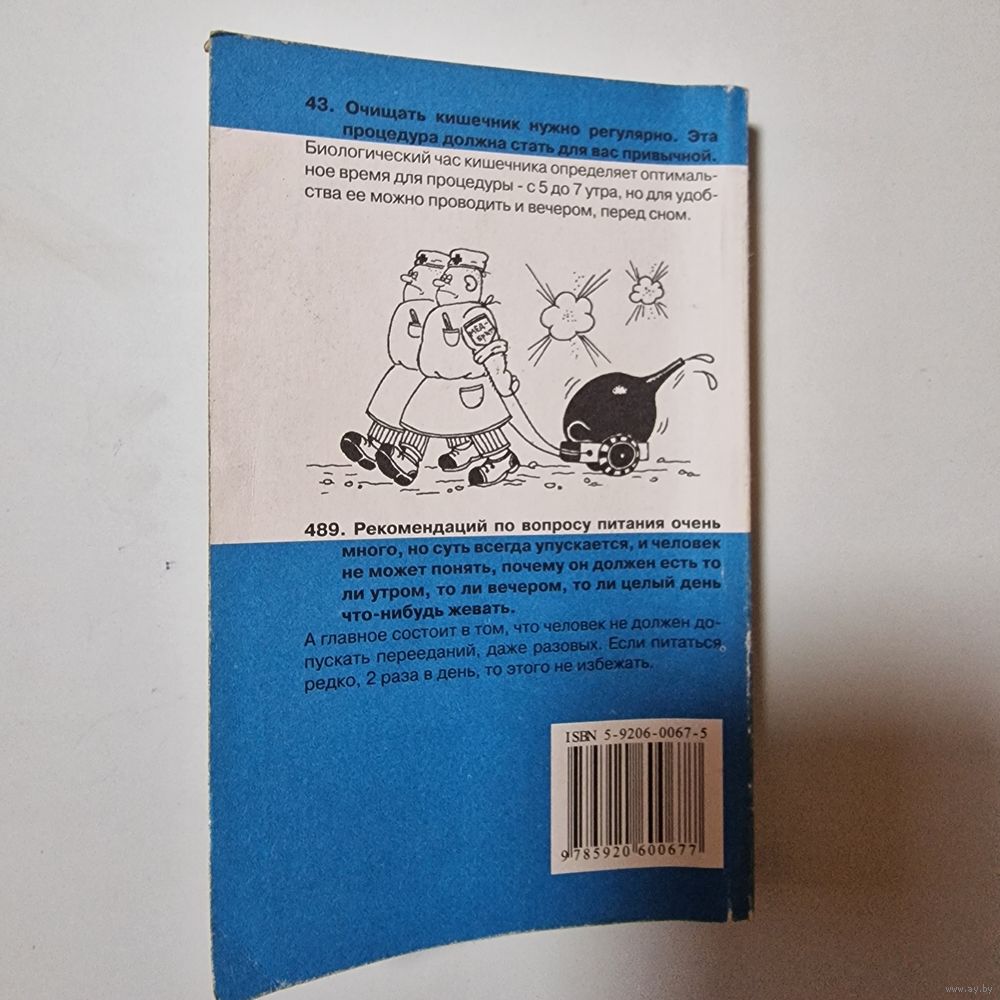 43. Очищать кишечник нужно регулярно. Эта
процедура должна стать для вас привычной.
Биологический час кишечника определяет оптималь-
ное время для процедуры - с 5 до 7 утра, но для удоб-
ства ее можно проводить и вечером, перед сном.
МЕД-
БРАТ
489. Рекомендаций по вопросу питания очень
много, но суть всегда упускается, и человек
не может понять, почему он должен есть то
ли утром, то ли вечером, то ли целый день
что-нибудь жевать.
А главное состоит в том, что человек не должен до-
пускать перееданий, даже разовых. Если питаться
редко, 2 раза в день, то этого не избежать.
ISBN 5-9206-0067-5
9 785920 600677
www.ay.by